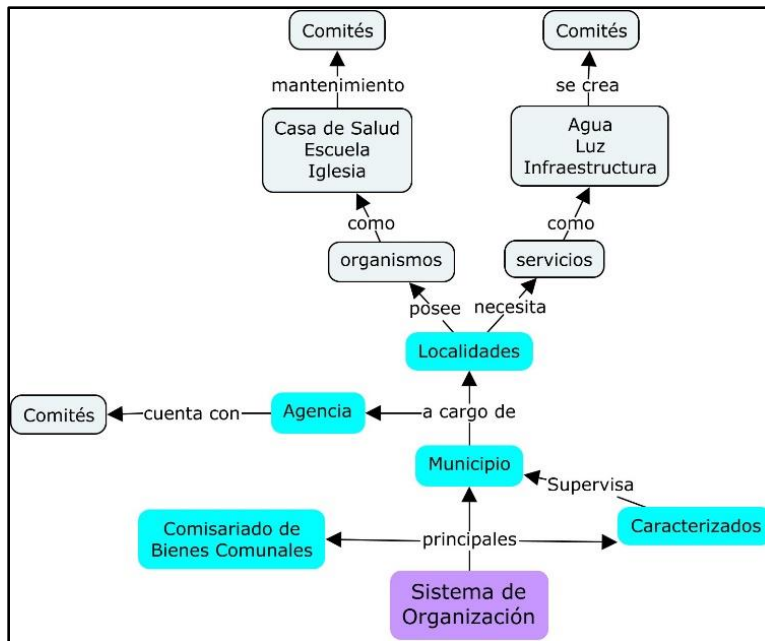 Comités
Comités
mantenimiento
se crea
Casa de Salud
Escuela
Iglesia
Agua
Luz
Infraestructura
como
como
organismos
servicios
posee
necesita
Localidades
Comités
cuenta con
Agencia
a cargo de
Municipio
Supervisa
Comisariado de
Bienes Comunales
principales
Caracterizados
Sistema de
Organización